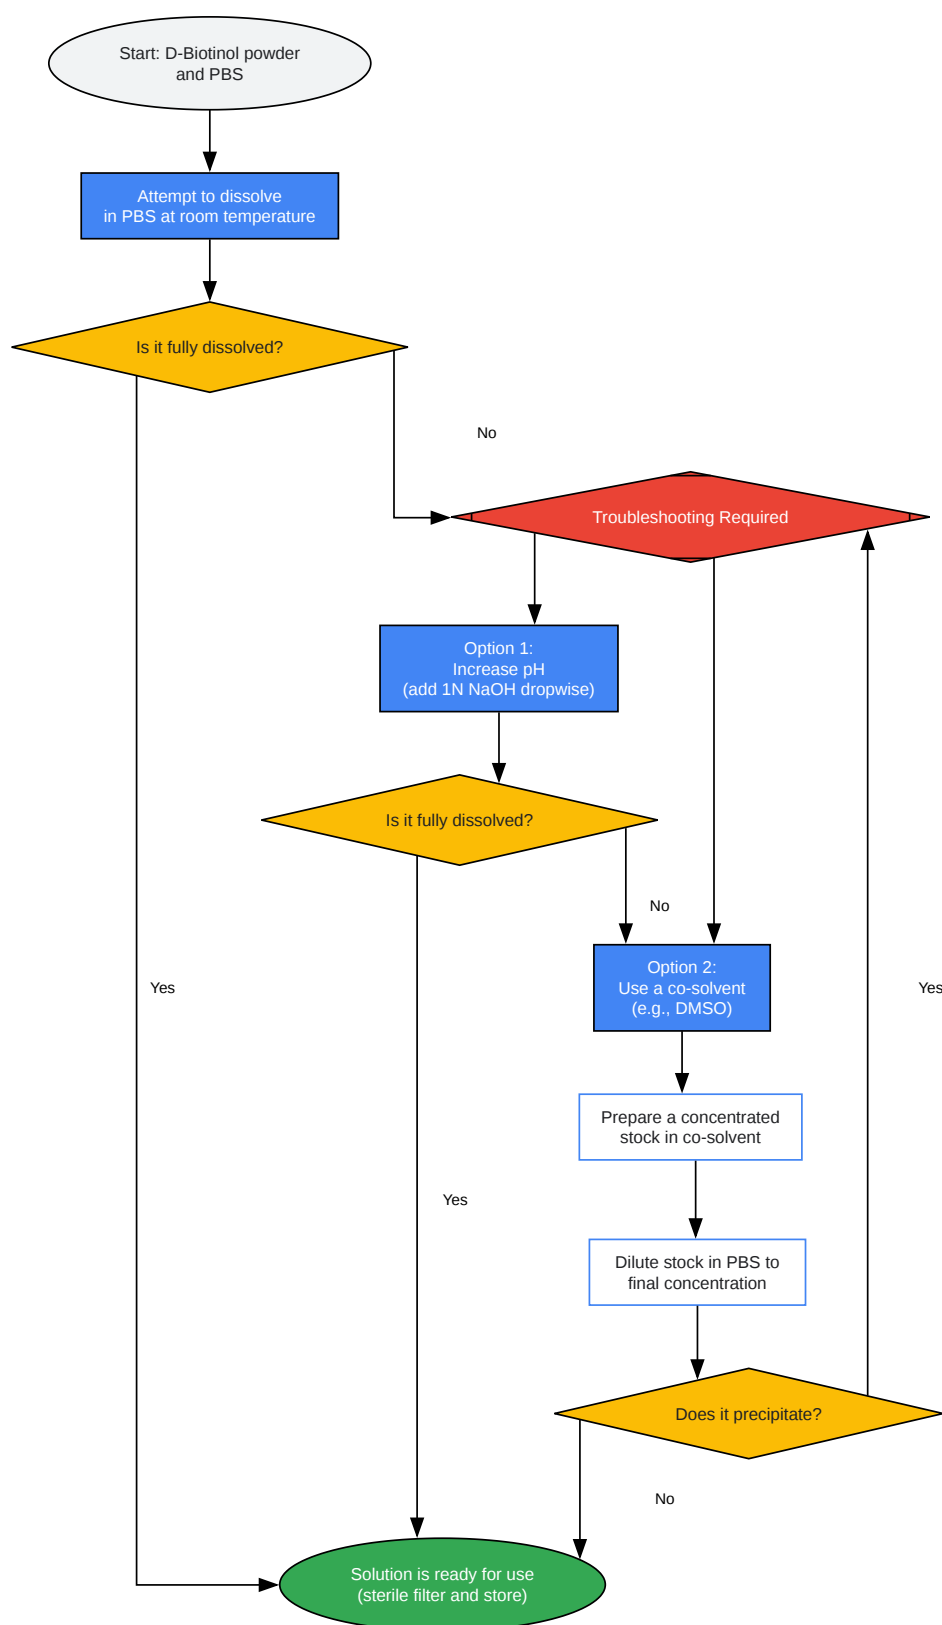 Start: D-Biotinol powder
and PBS
Attempt to dissolve
in PBS at room temperature
Is it fully dissolved?
No
Troubleshooting Required
Option 1:
Increase pH
(add 1N NaOH dropwise)
Is it fully dissolved?
No
Option 2:
Use a co-solvent
(e.g., DMSO)
Yes
Yes
Prepare a concentrated
stock in co-solvent
Yes
Dilute stock in PBS to
final concentration
Does it precipitate?
No
Solution is ready for use
(sterile filter and store)